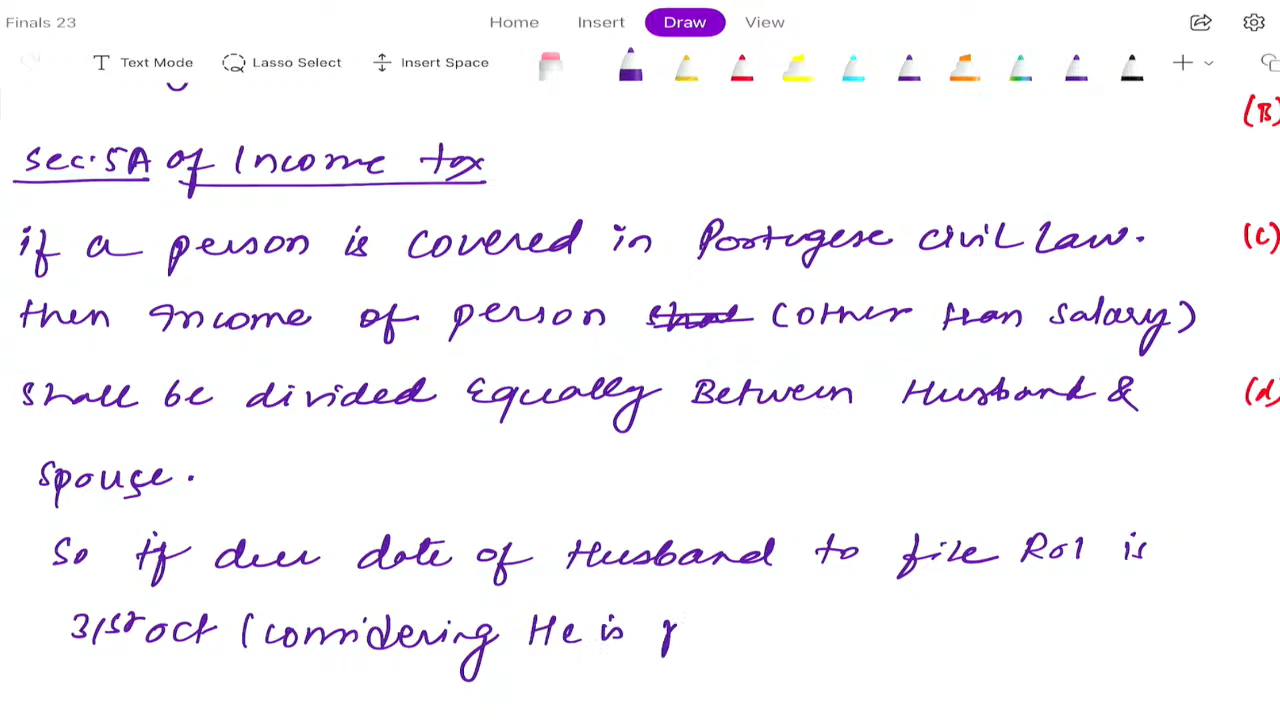 Finals 23
Home Insert Draw View
Text Mode Lasso Select Insert Space
(B)
Sec. 5A of Income tax
if a person is covered in Portugese civil law. (c)
then Income of person (other than salary)
shall be divided Equally Between Husband & (d)
spouse.
So if due date of Husband to file ROI is
31st oct (considering He is